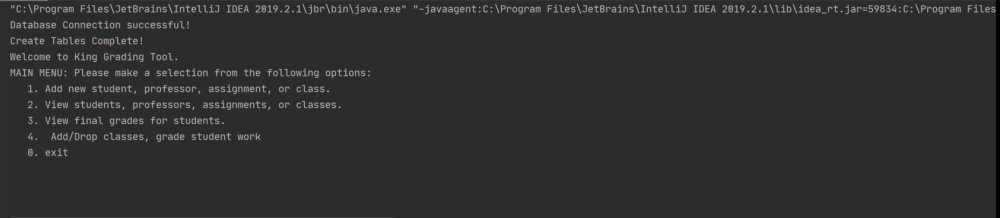 "C:\Program Files\JetBrains\IntelliJ IDEA 2019.2.1\jbr\bin\java.exe" "-javaagent:C:\Program Files\JetBrains\IntelliJ IDEA 2019.2.1\lib\idea_rt.jar=59834:C:\Program Files
Database Connection successful!
Create Tables Complete!
Welcome to King Grading Tool.
MAIN MENU: Please make a selection from the following options:
   1. Add new student, professor, assignment, or class.
   2. View students, professors, assignments, or classes.
   3. View final grades for students.
   4.  Add/Drop classes, grade student work
   0. exit